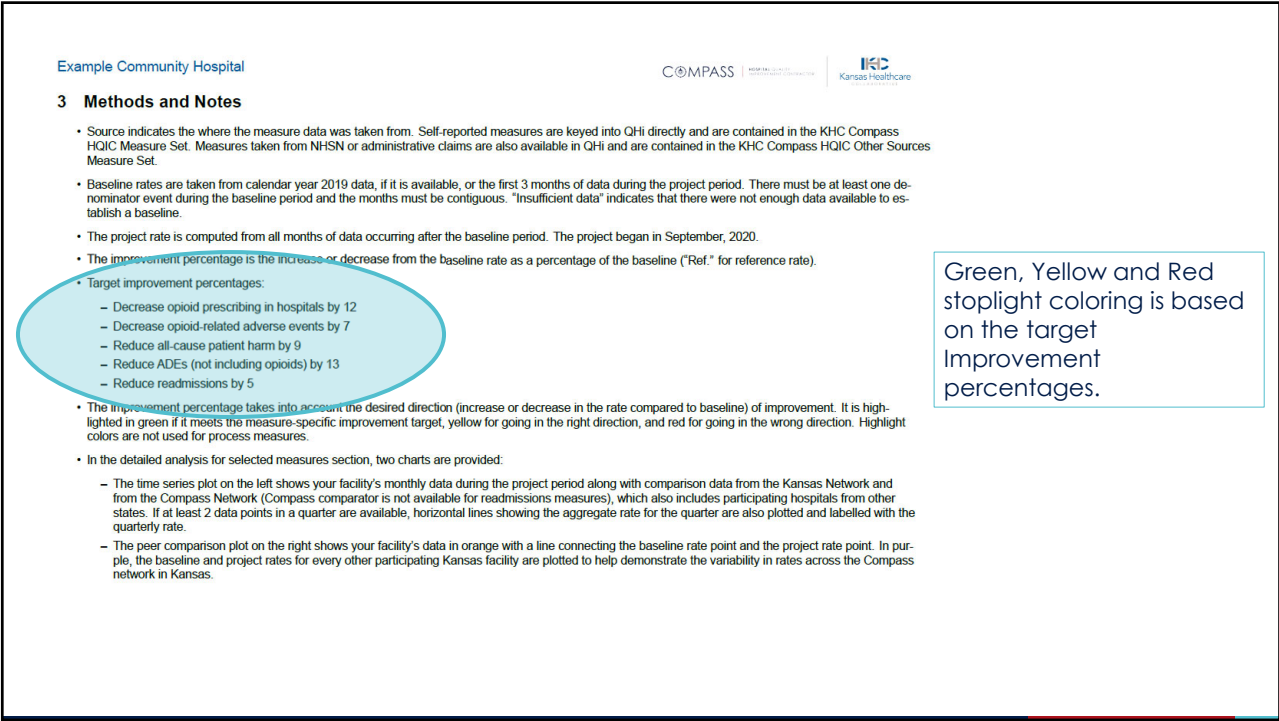 Example Community Hospital
COMPASS
HOSPITAL QUALITY
IMPROVEMENT CONTRACTOR
KHC
Kansas Healthcare
COLLABORATIVE
3 Methods and Notes
• Source indicates the where the measure data was taken from. Self-reported measures are keyed into QHi directly and are contained in the KHC Compass
HQIC Measure Set. Measures taken from NHSN or administrative claims are also available in QHi and are contained in the KHC Compass HQIC Other Sources
Measure Set.
• Baseline rates are taken from calendar year 2019 data, if it is available, or the first 3 months of data during the project period. There must be at least one de-
nominator event during the baseline period and the months must be contiguous. "Insufficient data" indicates that there were not enough data available to es-
tablish a baseline.
• The project rate is computed from all months of data occurring after the baseline period. The project began in September, 2020.
• The improvement percentage is the increase or decrease from the baseline rate as a percentage of the baseline ("Ref." for reference rate).
• Target improvement percentages:
– Decrease opioid prescribing in hospitals by 12
– Decrease opioid-related adverse events by 7
– Reduce all-cause patient harm by 9
– Reduce ADEs (not including opioids) by 13
– Reduce readmissions by 5
• The improvement percentage takes into account the desired direction (increase or decrease in the rate compared to baseline) of improvement. It is high-
lighted in green if it meets the measure-specific improvement target, yellow for going in the right direction, and red for going in the wrong direction. Highlight
colors are not used for process measures.
• In the detailed analysis for selected measures section, two charts are provided:
– The time series plot on the left shows your facility's monthly data during the project period along with comparison data from the Kansas Network and
from the Compass Network (Compass comparator is not available for readmissions measures), which also includes participating hospitals from other
states. If at least 2 data points in a quarter are available, horizontal lines showing the aggregate rate for the quarter are also plotted and labelled with the
quarterly rate.
– The peer comparison plot on the right shows your facility's data in orange with a line connecting the baseline rate point and the project rate point. In pur-
ple, the baseline and project rates for every other participating Kansas facility are plotted to help demonstrate the variability in rates across the Compass
network in Kansas.
Green, Yellow and Red
stoplight coloring is based
on the target
Improvement
percentages.